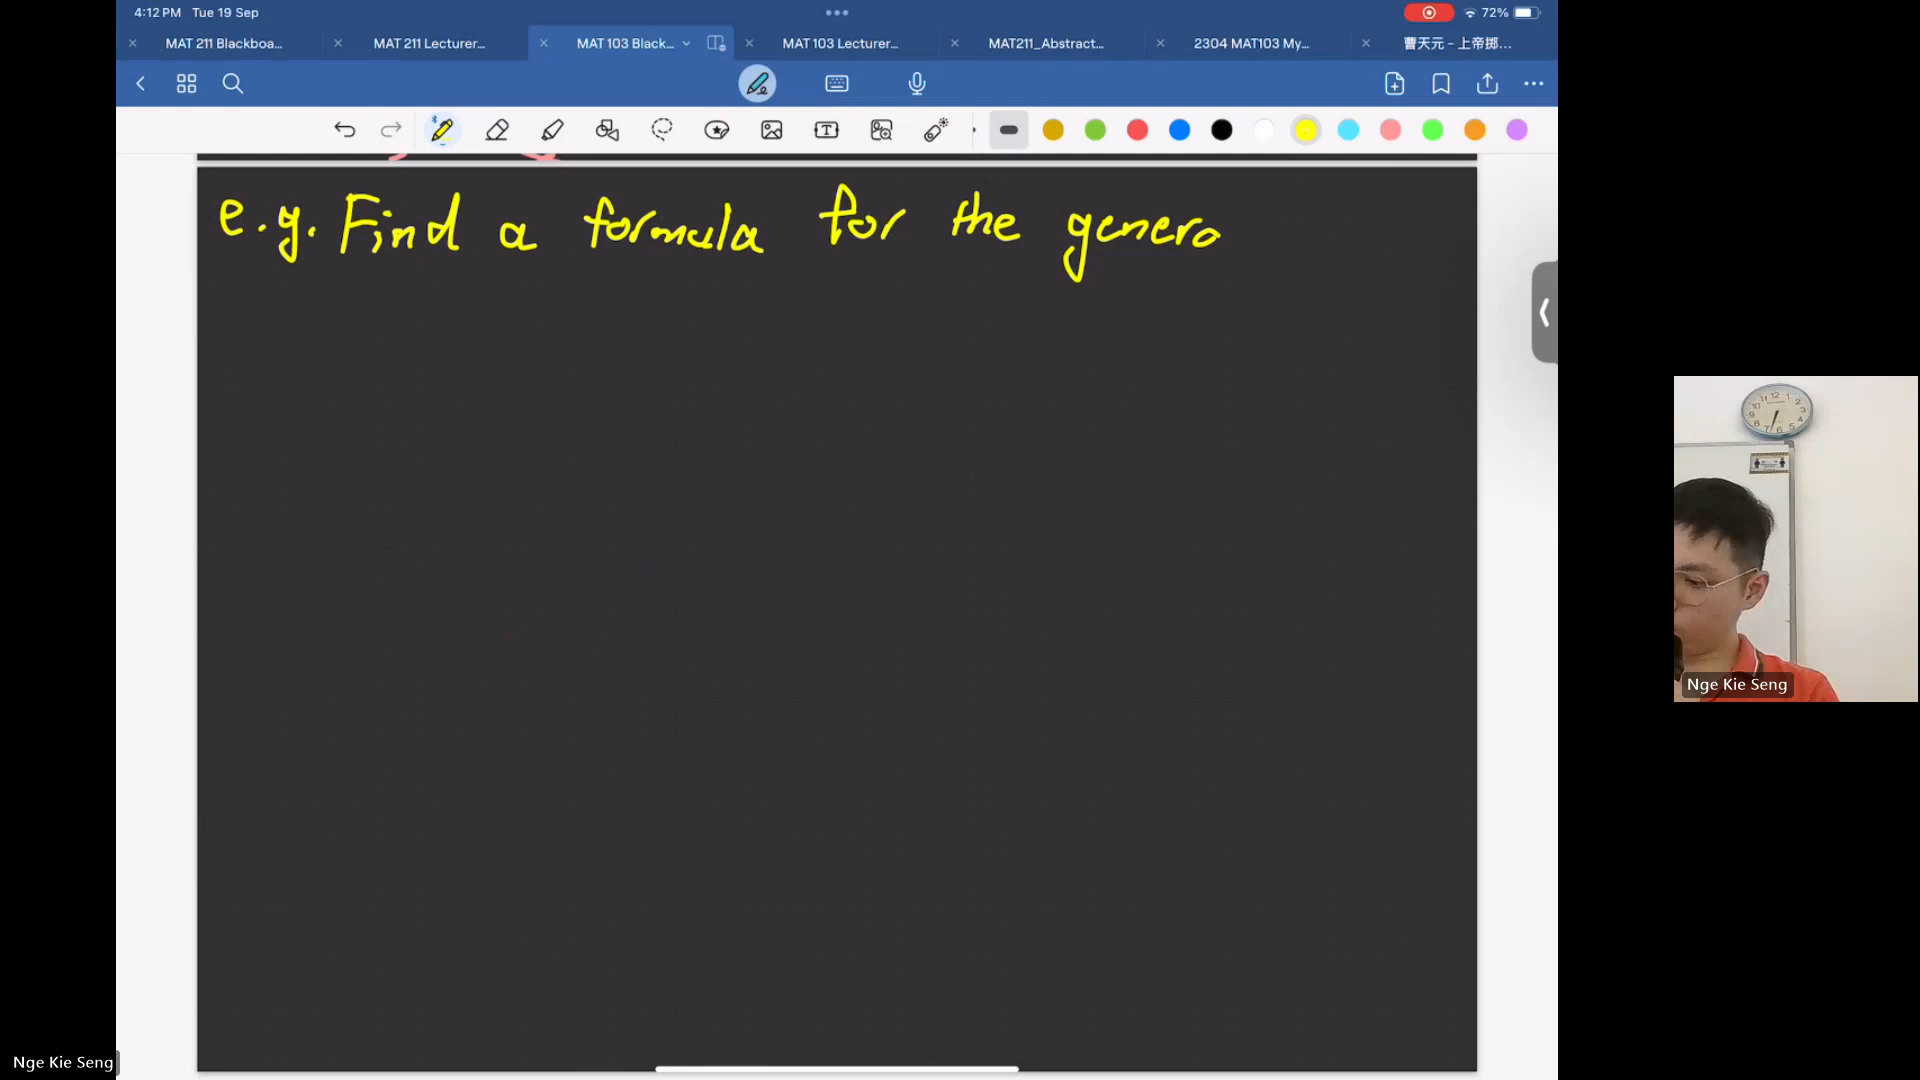 4:12 PM Tue 19 Sep
72%
MAT 211 Blackboa...
MAT 211 Lecturer...
MAT 103 Black...
MAT 103 Lecturer...
MAT211_Abstract...
2304 MAT103 My...
曹天元 - 上帝掷...
e.g. Find a formula for the genera
Nge Kie Seng
Nge Kie Seng